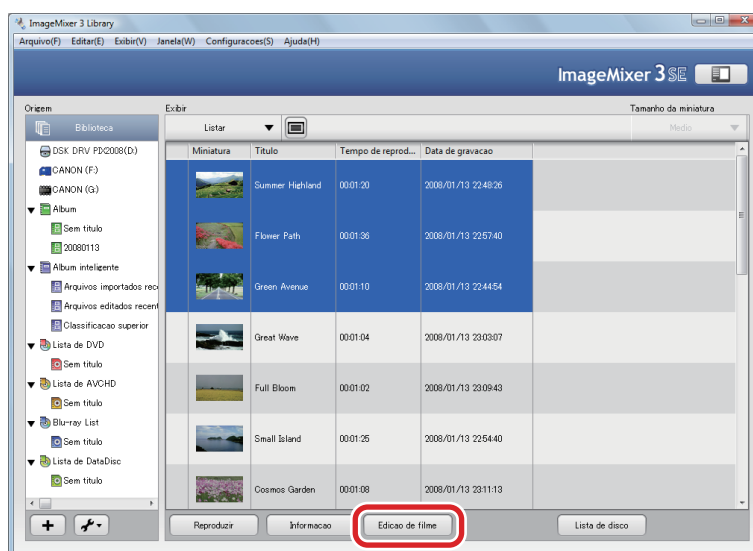 ImageMixer 3 Library
Arquivo(F) Editar(E) Exibir(V) Janela(W) Configuracoes(S) Ajuda(H)
ImageMixer 3 SE
Origem Exibir Tamanho da miniatura
Biblioteca Listar Medio
Miniatura Titulo Tempo de reprod... Data de gravacao
DSK DRV PD2008(D:)
CANON (F:)
CANON (G:)
Album
Sem titulo
20080113
Album inteligente
Arquivos importados rec
Arquivos editados recent
Classificacao superior
Lista de DVD
Sem titulo
Lista de AVCHD
Sem titulo
Blu-ray List
Sem titulo
Lista de DataDisc
Sem titulo
Summer Highland 00:01:20 2008/01/13 22:48:26
Flower Path 00:01:36 2008/01/13 22:57:40
Green Avenue 00:01:10 2008/01/13 22:44:54
Great Wave 00:01:04 2008/01/13 23:03:07
Full Bloom 00:01:02 2008/01/13 23:09:43
Small Island 00:01:25 2008/01/13 22:54:40
Cosmos Garden 00:01:08 2008/01/13 23:11:13
Reproduzir Informacao Edicao de filme Lista de disco